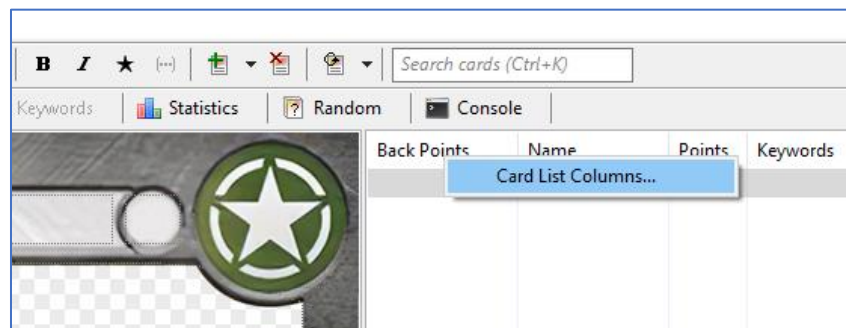 B I Search cards (Ctrl+K)
Keywords Statistics Random Console
Back Points Name Points Keywords
Card List Columns...